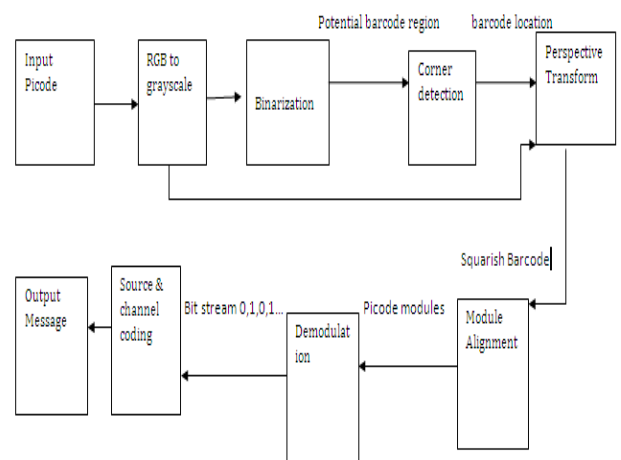 Potential barcode region
barcode location
Input
Picode
RGB to
grayscale
Binarization
Corner
detection
Perspective
Transform
Squarish Barcode
Output
Message
Source &
channel
coding
Bit stream 0,1,0,1...
Demodulat
ion
Picode modules
Module
Alignment